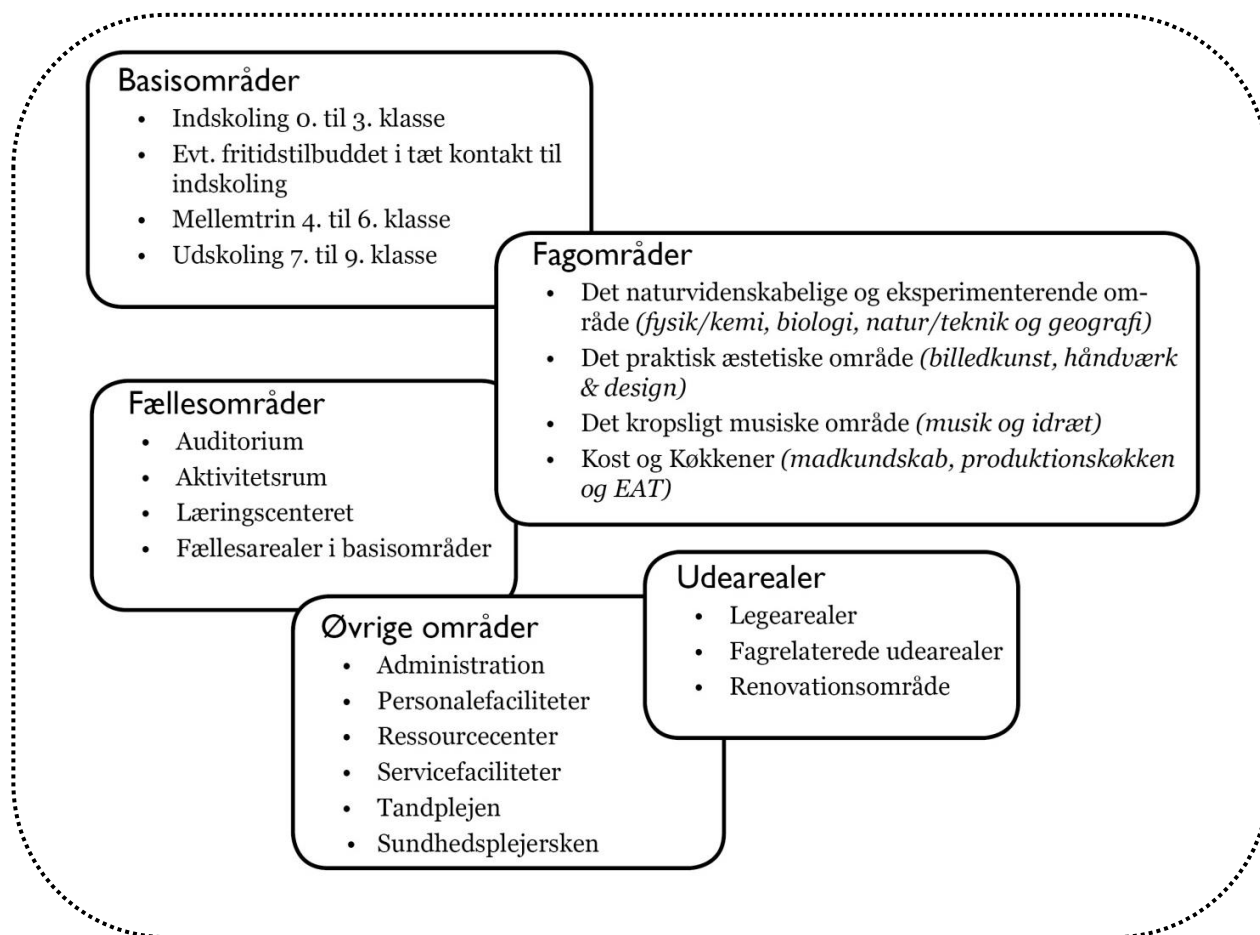 Basisområder
• Indskoling 0. til 3. klasse
• Evt. fritidstilbuddet i tæt kontakt til
indskoling
• Mellemtrin 4. til 6. klasse
• Udskoling 7. til 9. klasse
Fagområder
• Det naturvidenskabelige og eksperimenterende om-
råde (fysik/kemi, biologi, natur/teknik og geografi)
• Det praktisk æstetiske område (billedkunst, håndværk
& design)
• Det kropsligt musiske område (musik og idræt)
• Kost og Køkkener (madkundskab, produktionskøkken
og EAT)
Fællesområder
• Auditorium
• Aktivitetsrum
• Læringscenteret
• Fællesarealer i basisområder
Udearealer
• Legearealer
• Fagrelaterede udearealer
• Renovationsområde
Øvrige områder
• Administration
• Personalefaciliteter
• Ressourcecenter
• Servicefaciliteter
• Tandplejen
• Sundhedsplejersken